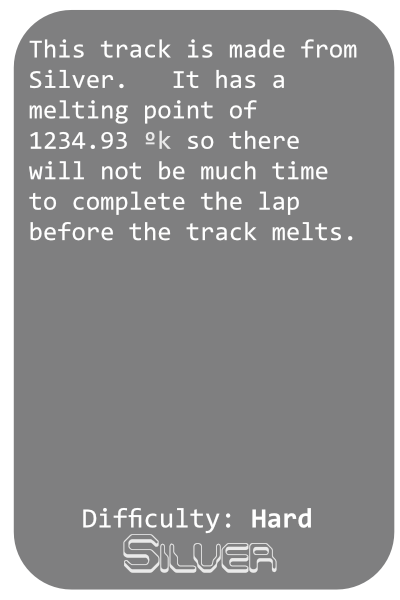 This track is made from
Silver.   It has a
melting point of
1234.93 ºk so there
will not be much time
to complete the lap
before the track melts.
Difficulty: Hard
Silver